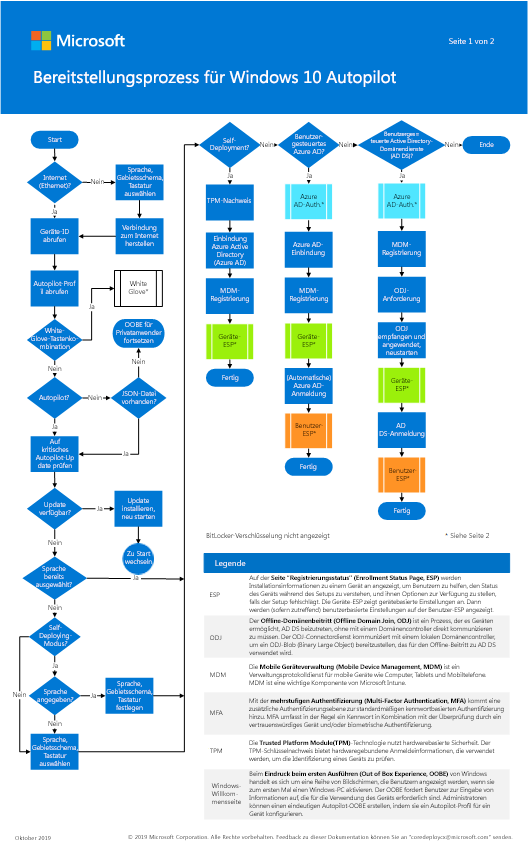 Microsoft
Seite 1 von 2
Bereitstellungsprozess für Windows 10 Autopilot
Start
Internet
(Ethernet)?
Nein
Sprache,
Gebietsschema,
Tastatur
auswählen
Ja
Geräte-ID
abrufen
Verbindung
zum Internet
herstellen
Autopilot-Prof
il abrufen
White
Glove*
Ja
White-
Glove-Tastenko
mbination
OOBE für
Privatanwender
fortsetzen
Nein
Nein
Autopilot?
Nein
JSON-Datei
vorhanden?
Ja
Ja
Auf
kritisches
Autopilot-Up
date prüfen
Update
verfügbar?
Ja
Update
installieren,
neu starten
Nein
Zu Start
wechseln
Sprache
bereits
ausgewählt?
Ja
Nein
Self-
Deploying-
Modus?
Ja
Nein
Sprache
angegeben?
Ja
Sprache,
Gebietsschema,
Tastatur
festlegen
Nein
Sprache,
Gebietsschema,
Tastatur
auswählen
Self-
Deployment?
Nein
Benutzer-
gesteuertes
Azure AD?
Nein
Benutzerges=
teuerte Active Directory-
Domänendienste
(AD DS)?
Nein
Ende
Ja
Ja
Ja
TPM-Nachweis
Einbindung
Azure Active
Directory
(Azure AD)
MDM-
Registrierung
Geräte-
ESP*
Fertig
Azure
AD-Auth.*
Azure AD-
Einbindung
MDM-
Registrierung
Geräte-
ESP*
(Automatische)
Azure AD-
Anmeldung
Benutzer
ESP*
Fertig
Azure
AD-Auth.*
MDM-
Registrierung
ODJ-
Anforderung
ODJ
empfangen und
angewendet,
neustarten
Geräte-
ESP*
AD
DS-Anmeldung
Benutzer
ESP*
Fertig
BitLocker-Verschlüsselung nicht angezeigt
* Siehe Seite 2
Legende
ESP
Auf der Seite "Registrierungsstatus" (Enrollment Status Page, ESP) werden
Installationsinformationen zu einem Gerät an angezeigt, um Benutzern zu helfen, den Status
des Geräts während des Setups zu verstehen, und ihnen Optionen zur Verfügung zu stellen,
falls der Setup fehlschlägt. Die Geräte-ESP zeigt gerätebasierte Einstellungen an. Dann
werden (sofern zutreffend) benutzerbasierte Einstellungen auf der Benutzer-ESP angezeigt.
ODJ
Der Offline-Domänenbeitritt (Offline Domain Join, ODJ) ist ein Prozess, der es Geräten
ermöglicht, AD DS beizutreten, ohne mit einem Domänencontroller direkt kommunizieren
zu müssen. Der ODJ-Connectordienst kommuniziert mit einem lokalen Domänencontroller,
um ein ODJ-Blob (Binary Large Object) bereitzustellen, das für den Offline-Beitritt zu AD DS
verwendet wird.
MDM
Die Mobile Geräteverwaltung (Mobile Device Management, MDM) ist ein
Verwaltungsprotokolldienst für mobile Geräte wie Computer, Tablets und Mobiltelefone.
MDM ist eine wichtige Komponente von Microsoft Intune.
MFA
Mit der mehrstufigen Authentifizierung (Multi-Factor Authentication, MFA) kommt eine
zusätzliche Authentifizierungsebene zur standardmäßigen kennwortbasierten Authentifizierung
hinzu. MFA umfasst in der Regel ein Kennwort in Kombination mit der Überprüfung durch ein
vertrauenswürdiges Gerät und/oder biometrische Authentifizierung.
TPM
Die Trusted Platform Module(TPM)-Technologie nutzt hardwarebasierte Sicherheit. Der
TPM-Schlüsselnachweis bietet hardwaregebundene Anmeldeinformationen, die verwendet
werden, um die Identifizierung eines Geräts zu prüfen.
Windows-
Willkom-
mensseite
Beim Eindruck beim ersten Ausführen (Out of Box Experience, OOBE) von Windows
handelt es sich um eine Reihe von Bildschirmen, die Benutzern angezeigt werden, wenn sie
zum ersten Mal einen Windows-PC aktivieren. Der OOBE fordert Benutzer zur Eingabe von
Informationen auf, die für die Verwendung des Geräts erforderlich sind. Administratoren
können einen eindeutigen Autopilot-OOBE erstellen, indem sie ein Autopilot-Profil für ein
Gerät konfigurieren.
Oktober 2019
© 2019 Microsoft Corporation. Alle Rechte vorbehalten. Feedback zu dieser Dokumentation können Sie an "coredeploycx@microsoft.com" senden.